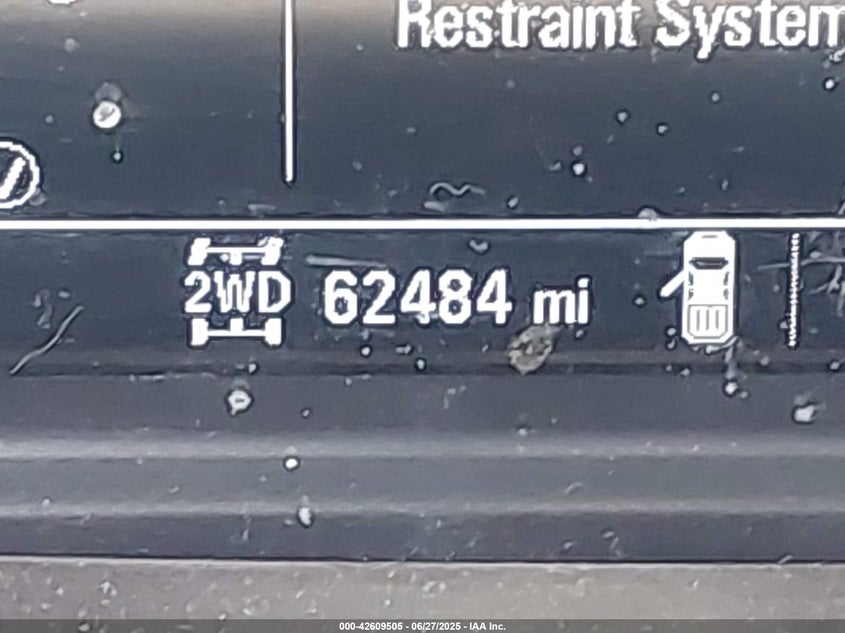 Restraint System
2WD 62484 mi
000-42609505 - 06/27/2025 - IAA Inc.